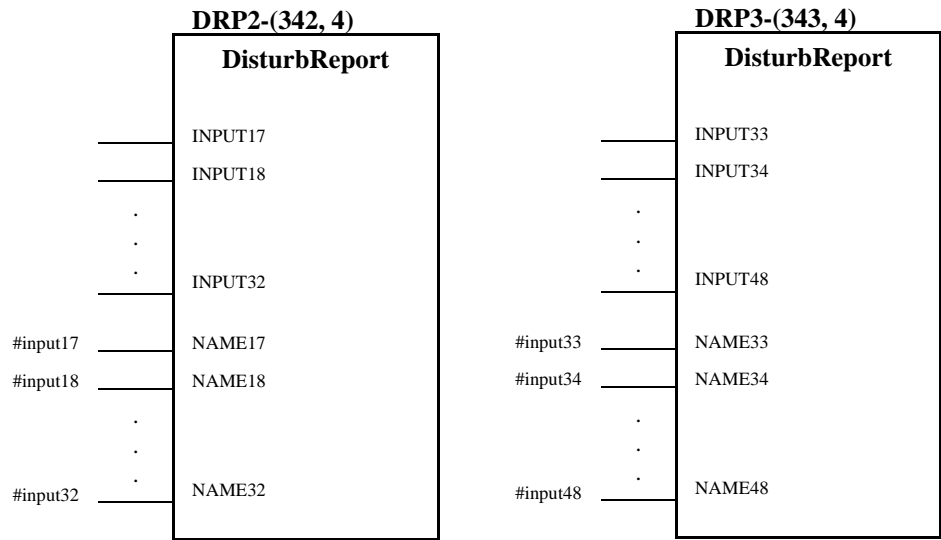 DRP2-(342, 4)
DisturbReport
INPUT17
INPUT18
.
.
.
INPUT32
#input17 NAME17
#input18 NAME18
.
.
.
#input32 NAME32
DRP3-(343, 4)
DisturbReport
INPUT33
INPUT34
.
.
.
INPUT48
#input33 NAME33
#input34 NAME34
.
.
.
#input48 NAME48